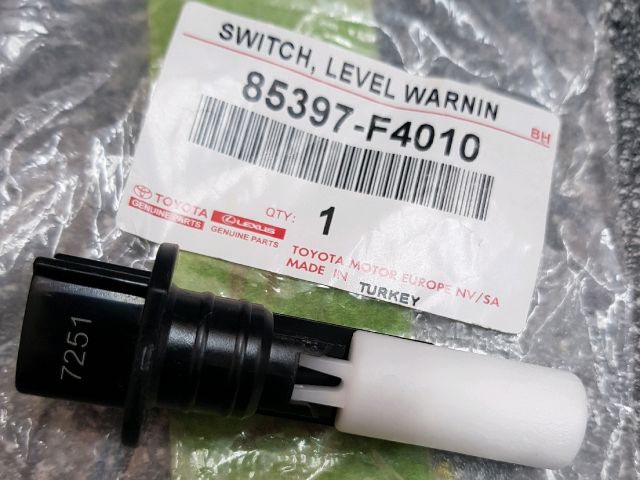 SWITCH, LEVEL WARNIN
85397-F4010
BH
TOYOTA
GENUINE PARTS
LEXUS
GENUINE PARTS
QTY: 1
TOYOTA MOTOR EUROPE NV/SA
MADE IN TURKEY
7251